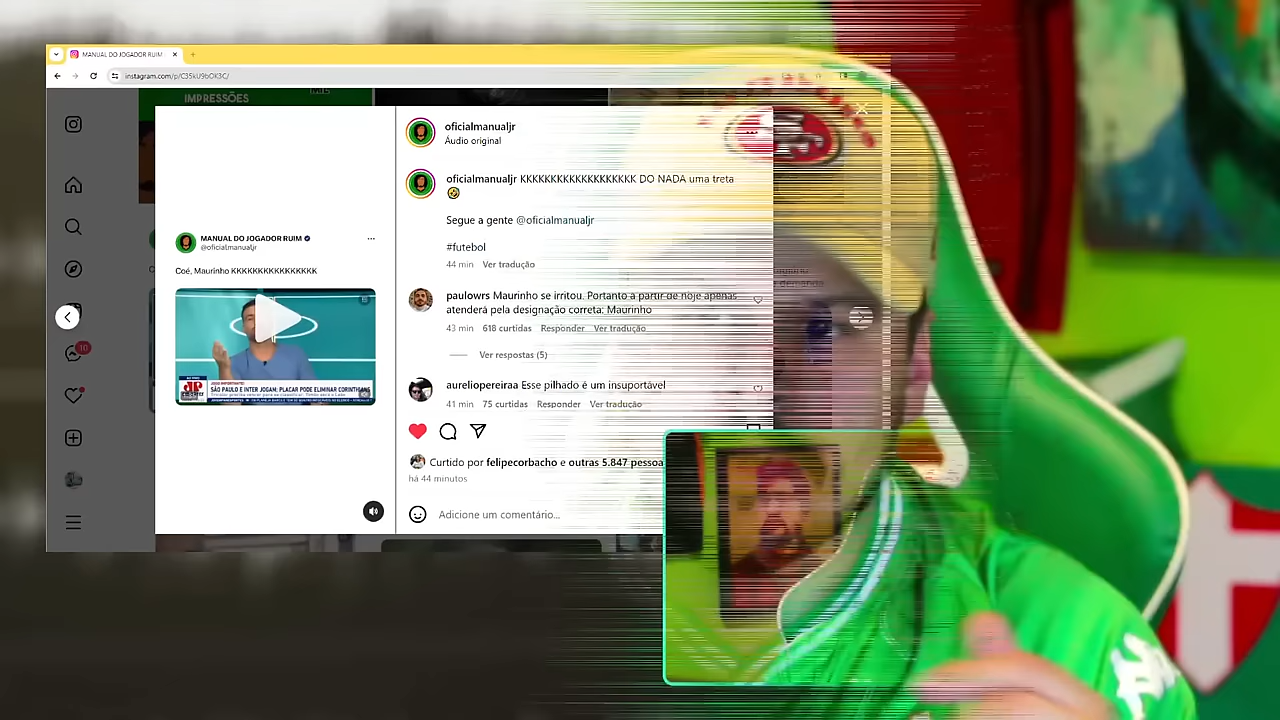 MANUAL DO JOGADOR RUIM
instagram.com/p/C35kU9bOK3C/
IMPRESSÕES
oficialmanualjr
Áudio original
oficialmanualjr KKKKKKKKKKKKKKKKKKK DO NADA uma treta
🤣
Segue a gente @oficialmanualjr
#futebol
44 min Ver tradução
MANUAL DO JOGADOR RUIM
@oficialmanualjr
Coé, Maurinho KKKKKKKKKKKKKKKK
paulowrs Maurinho se irritou. Portanto a partir de hoje apenas
atenderá pela designação correta: Maurinho
43 min 618 curtidas Responder Ver tradução
Ver respostas (5)
30
SÃO PAULO E INTER JOGAM; PLACAR PODE ELIMINAR CORINTIANS
aureliopereiraa Esse pilhado é um insuportável
41 min 75 curtidas Responder Ver tradução
Curtido por felipecorbacho e outras 5.847 pessoa
há 44 minutos
Adicione um comentário...